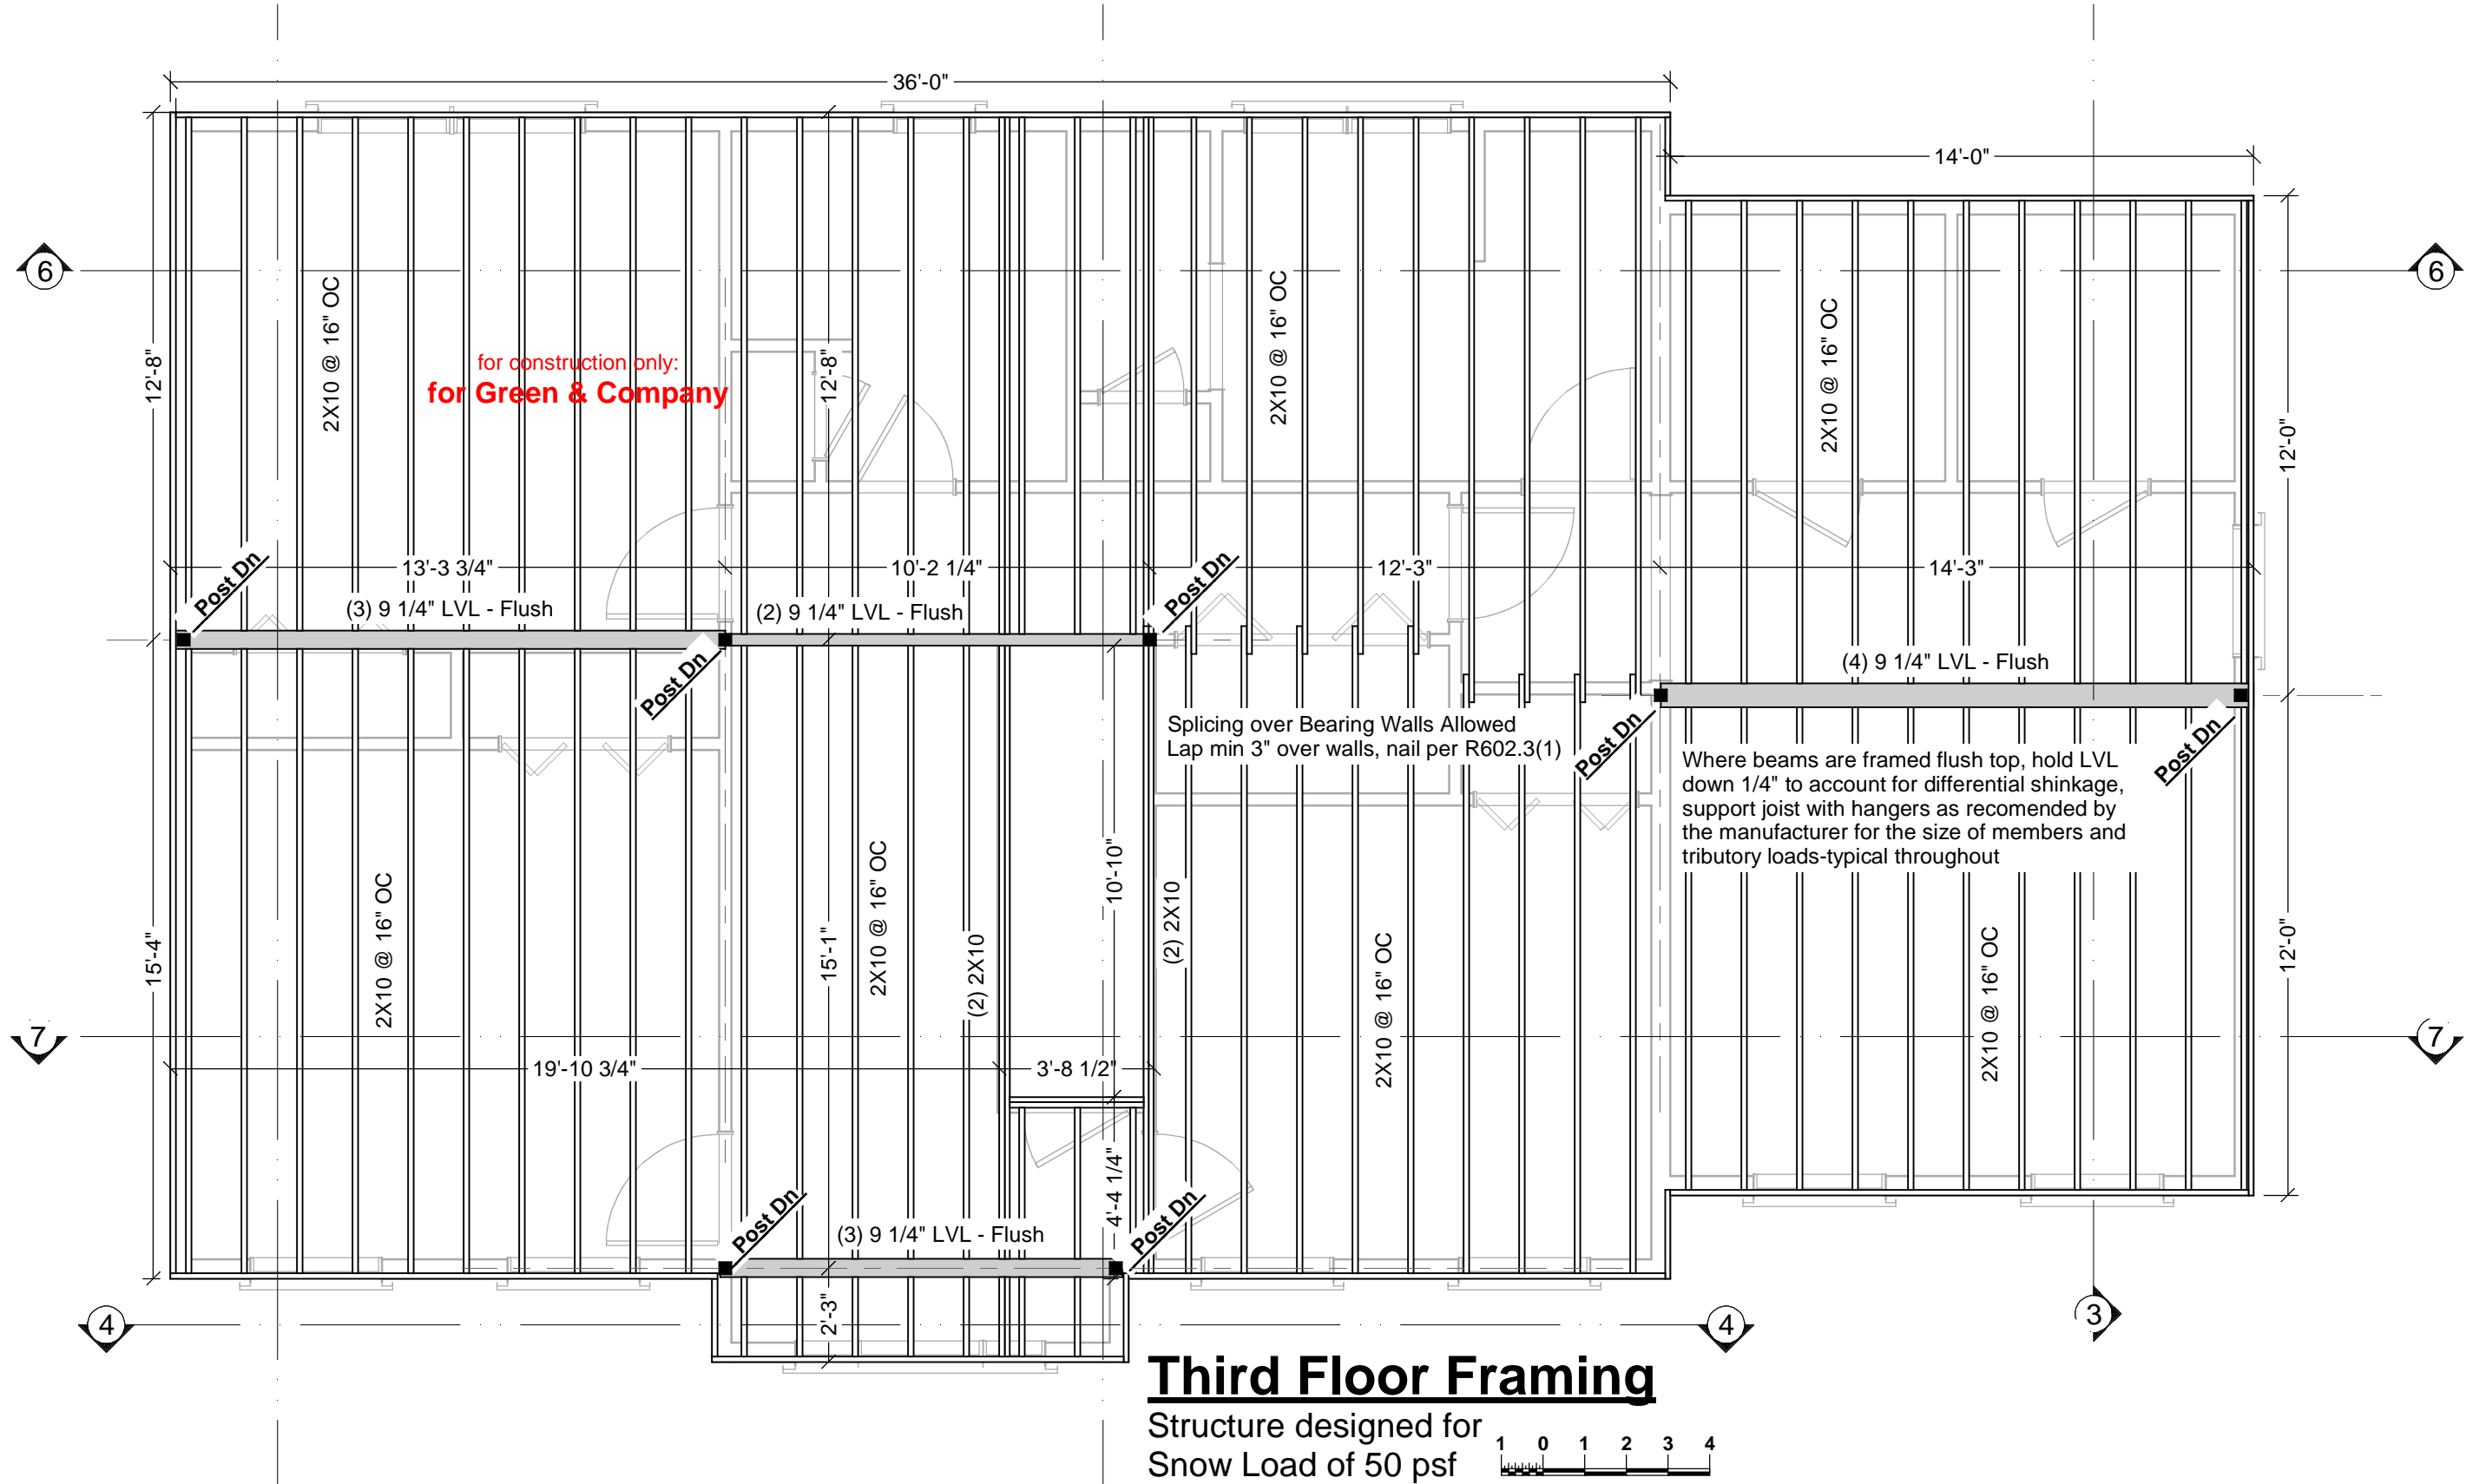 36'-0"
14'-0"
6
6
2X10 @ 16" OC
2X10 @ 16" OC
2X10 @ 16" OC
12'-8"
12'-8"
for construction only:
for Green & Company
12'-0"
Post Dn
13'-3 3/4"
10'-2 1/4"
Post Dn
12'-3"
14'-3"
(3) 9 1/4" LVL - Flush
(2) 9 1/4" LVL - Flush
Post Dn
(4) 9 1/4" LVL - Flush
Splicing over Bearing Walls Allowed
Lap min 3" over walls, nail per R602.3(1)
Post Dn
Post Dn
Where beams are framed flush top, hold LVL
down 1/4" to account for differential shinkage,
support joist with hangers as recomended by
the manufacturer for the size of members and
tributory loads-typical throughout
15'-4"
2X10 @ 16" OC
15'-1"
2X10 @ 16" OC
(2) 2X10
10'-10"
(2) 2X10
2X10 @ 16" OC
2X10 @ 16" OC
12'-0"
7
7
19'-10 3/4"
3'-8 1/2"
4'-4 1/4"
Post Dn
(3) 9 1/4" LVL - Flush
Post Dn
2'-3"
4
4
3
Third Floor Framing
Structure designed for
Snow Load of 50 psf
1 0 1 2 3 4